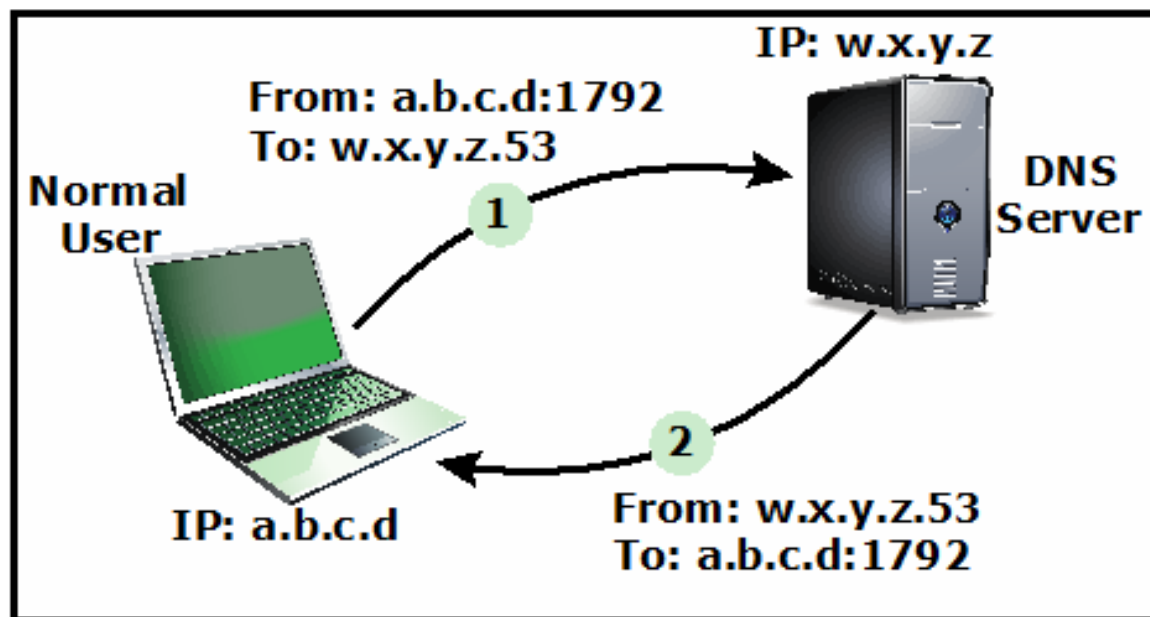 IP: w.x.y.z
From: a.b.c.d:1792
To: w.x.y.z.53
Normal
User
1
DNS
Server
2
IP: a.b.c.d
From: w.x.y.z.53
To: a.b.c.d:1792